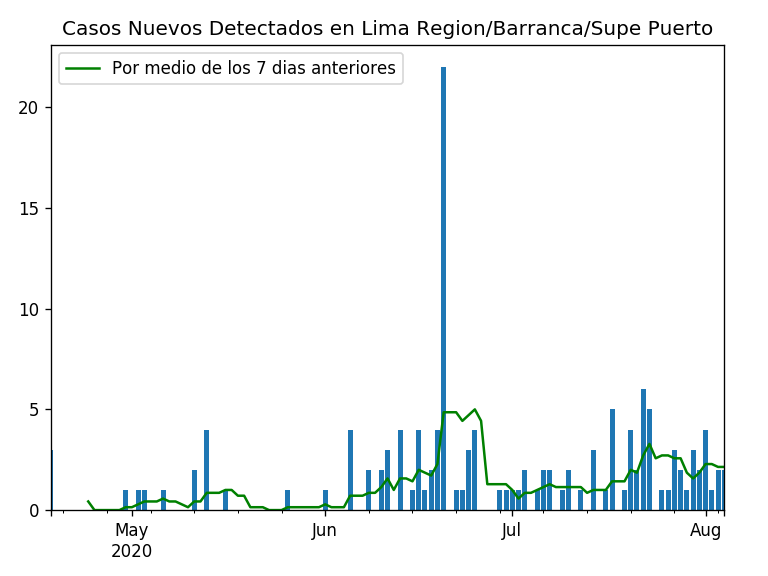 Casos Nuevos Detectados en Lima Region/Barranca/Supe Puerto
Por medio de los 7 dias anteriores
20
15
10
5
0
May
2020
Jun
Jul
Aug